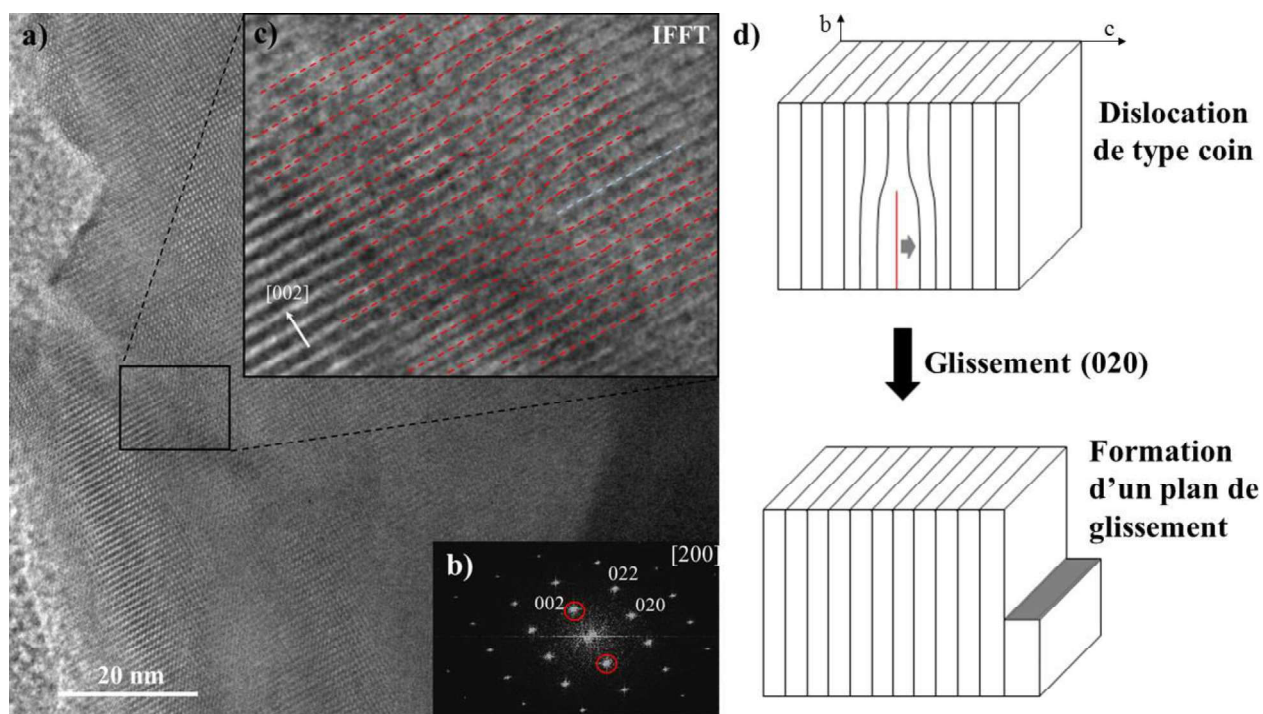 a)
c)
IFFT
[002]
20 nm
b)
[200]
022
002
020
d)
b
c
Dislocation
de type coin
Glissement (020)
Formation
d’un plan de
glissement